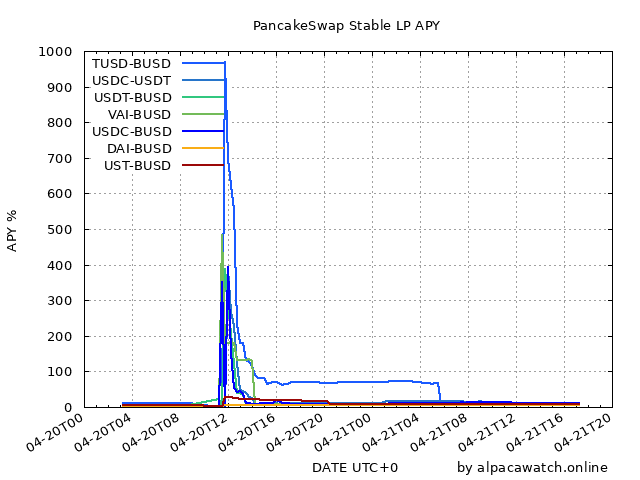 PancakeSwap Stable LP APY
1000
900
800
700
600
500
400
300
200
100
0
APY %
TUSD-BUSD
USDC-USDT
USDT-BUSD
VAI-BUSD
USDC-BUSD
DAI-BUSD
UST-BUSD
04-20T00
04-20T04
04-20T08
04-20T12
04-20T16
04-20T20
04-21T00
04-21T04
04-21T08
04-21T12
04-21T16
04-21T20
DATE UTC+0
by alpacawatch.online